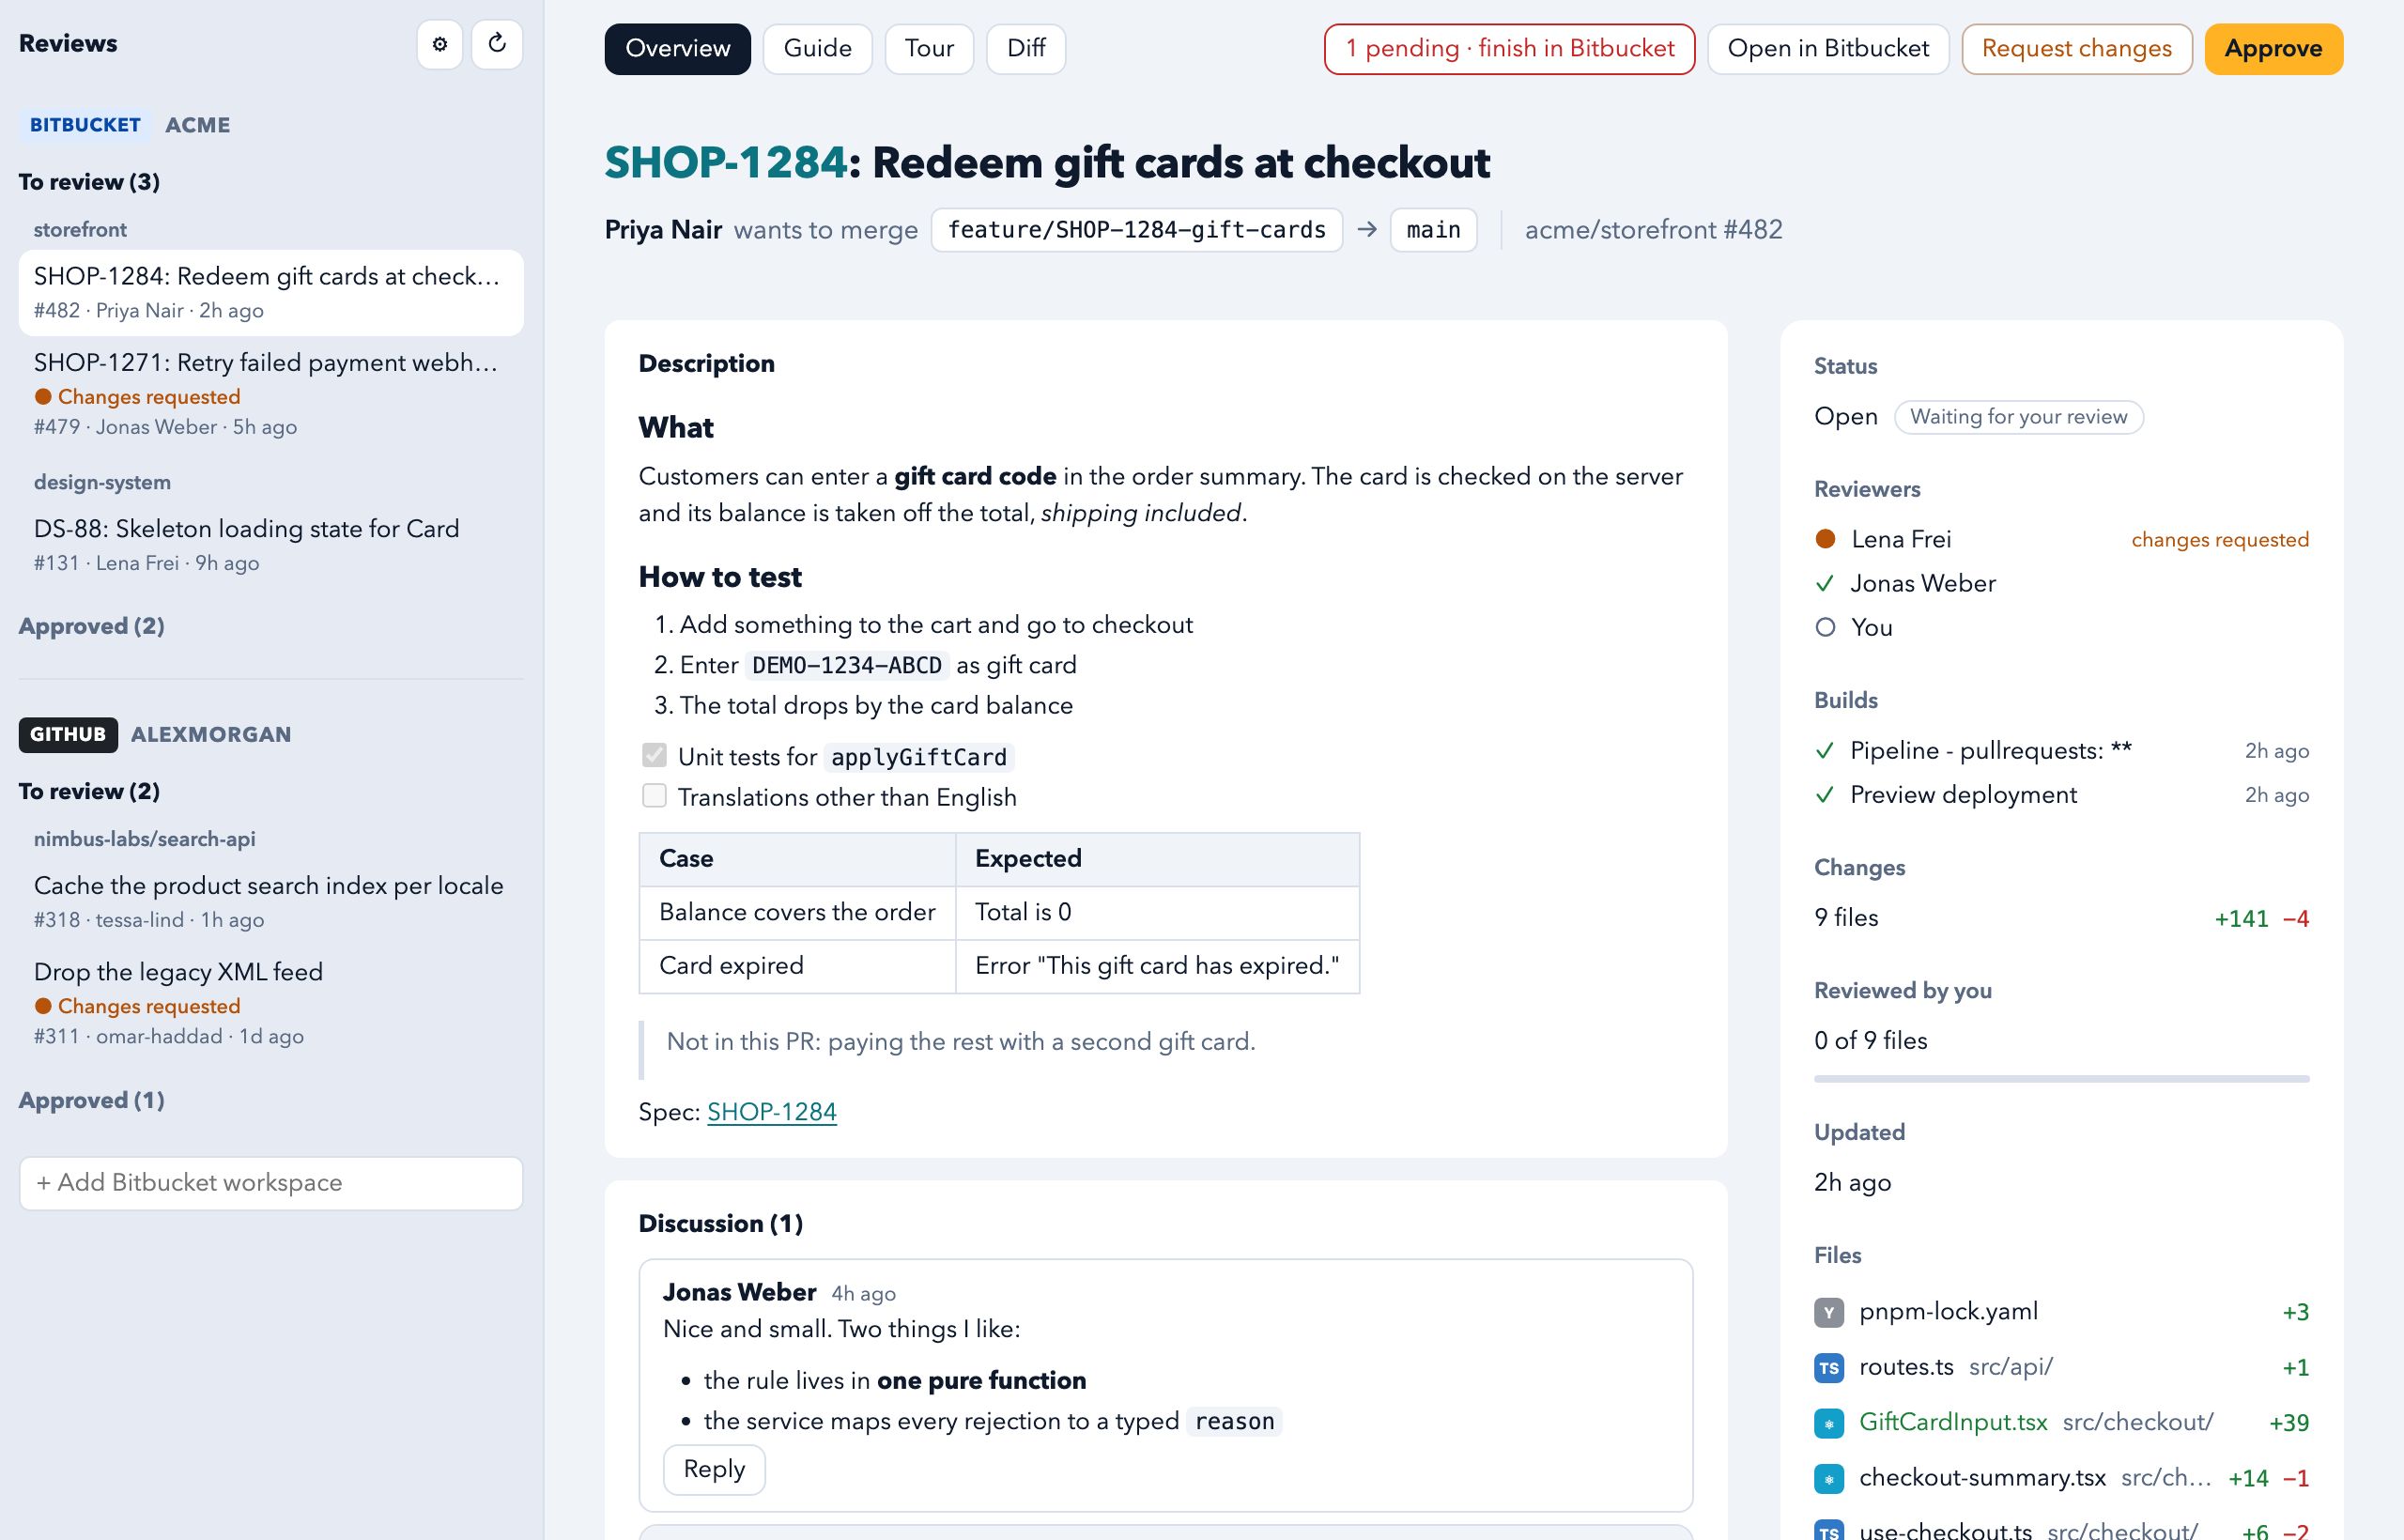 Reviews
BITBUCKET ACME
To review (3)
storefront
SHOP-1284: Redeem gift cards at check…
#482 · Priya Nair · 2h ago
SHOP-1271: Retry failed payment webh…
Changes requested
#479 · Jonas Weber · 5h ago
design-system
DS-88: Skeleton loading state for Card
#131 · Lena Frei · 9h ago
Approved (2)
GITHUB ALEXMORGAN
To review (2)
nimbus-labs/search-api
Cache the product search index per locale
#318 · tessa-lind · 1h ago
Drop the legacy XML feed
Changes requested
#311 · omar-haddad · 1d ago
Approved (1)
+ Add Bitbucket workspace
Overview Guide Tour Diff
1 pending · finish in Bitbucket Open in Bitbucket Request changes Approve
SHOP-1284: Redeem gift cards at checkout
Priya Nair wants to merge feature/SHOP-1284-gift-cards → main acme/storefront #482
Description
What
Customers can enter a gift card code in the order summary. The card is checked on the server
and its balance is taken off the total, shipping included.
How to test
1. Add something to the cart and go to checkout
2. Enter DEMO-1234-ABCD as gift card
3. The total drops by the card balance
Unit tests for applyGiftCard
Translations other than English
Case Expected
Balance covers the order Total is 0
Card expired Error "This gift card has expired."
Not in this PR: paying the rest with a second gift card.
Spec: SHOP-1284
Discussion (1)
Jonas Weber 4h ago
Nice and small. Two things I like:
• the rule lives in one pure function
• the service maps every rejection to a typed reason
Reply
Status
Open Waiting for your review
Reviewers
Lena Frei changes requested
Jonas Weber
You
Builds
Pipeline - pullrequests: ** 2h ago
Preview deployment 2h ago
Changes
9 files +141 −4
Reviewed by you
0 of 9 files
Updated
2h ago
Files
Y pnpm-lock.yaml +3
TS routes.ts src/api/ +1
GiftCardInput.tsx src/checkout/ +39
checkout-summary.tsx src/ch… +14 −1
TS use-checkout.ts src/checkout/ +6 −2